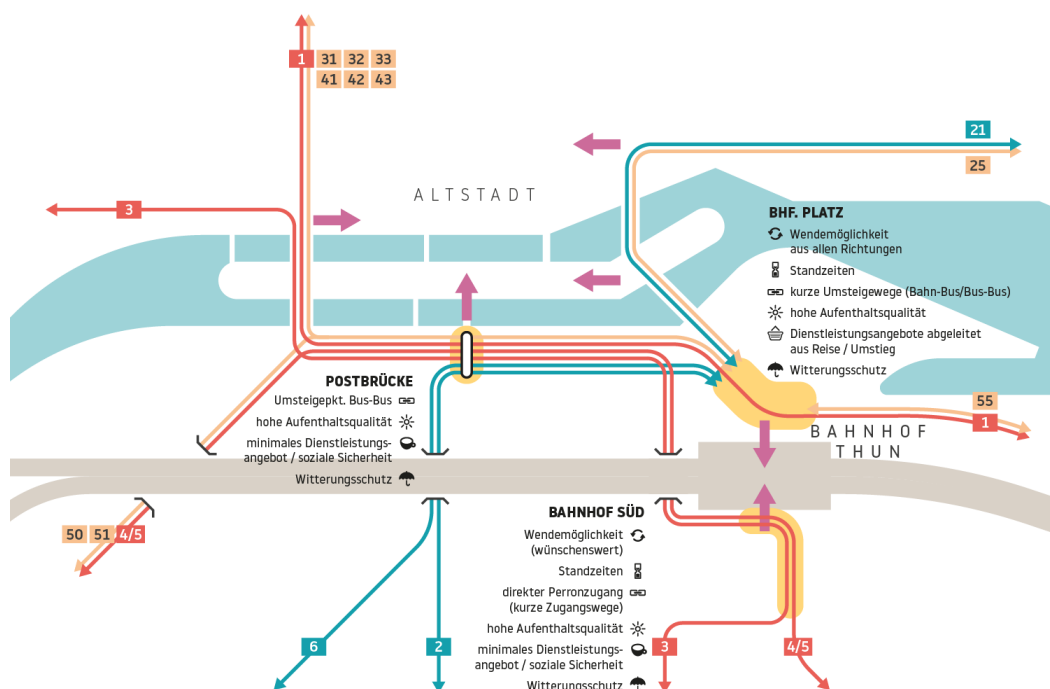 1 31 32 33
41 42 43
21
25
3
ALTSTADT
BHF. PLATZ
Wendemöglichkeit
aus allen Richtungen
Standzeiten
kurze Umsteigewege (Bahn-Bus/Bus-Bus)
hohe Aufenthaltsqualität
Dienstleistungsangebote abgeleitet
aus Reise / Umstieg
Witterungsschutz
POSTBRÜCKE
Umsteigepkt. Bus-Bus
hohe Aufenthaltsqualität
minimales Dienstleistungs-
angebot / soziale Sicherheit
Witterungsschutz
55
1
BAHNHOF
THUN
50 51 4/5
BAHNHOF SÜD
Wendemöglichkeit
(wünschenswert)
Standzeiten
direkter Perronzugang
(kurze Zugangswege)
hohe Aufenthaltsqualität
minimales Dienstleistungs-
angebot / soziale Sicherheit
Witterungsschutz
6
2
3
4/5